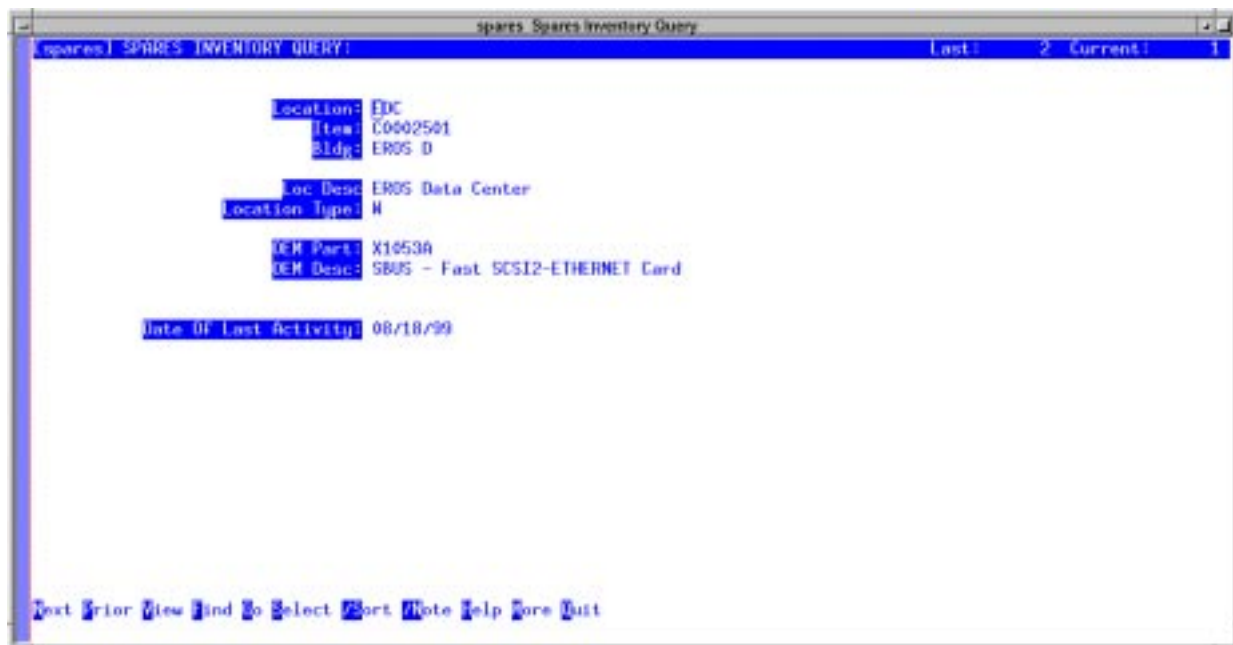 spares Spares Inventory Query
[spares] SPARES INVENTORY QUERY: Last: 2 Current: 1
Location: EDC
Item: C0002501
Bldg: EROS D
Loc Desc EROS Data Center
Location Type: W
OEM Part: X1053A
OEM Desc: SBUS - Fast SCSI2-ETHERNET Card
Date Of Last Activity: 08/18/99
Next Prior View Find Go Select /Sort /Note Help More Quit